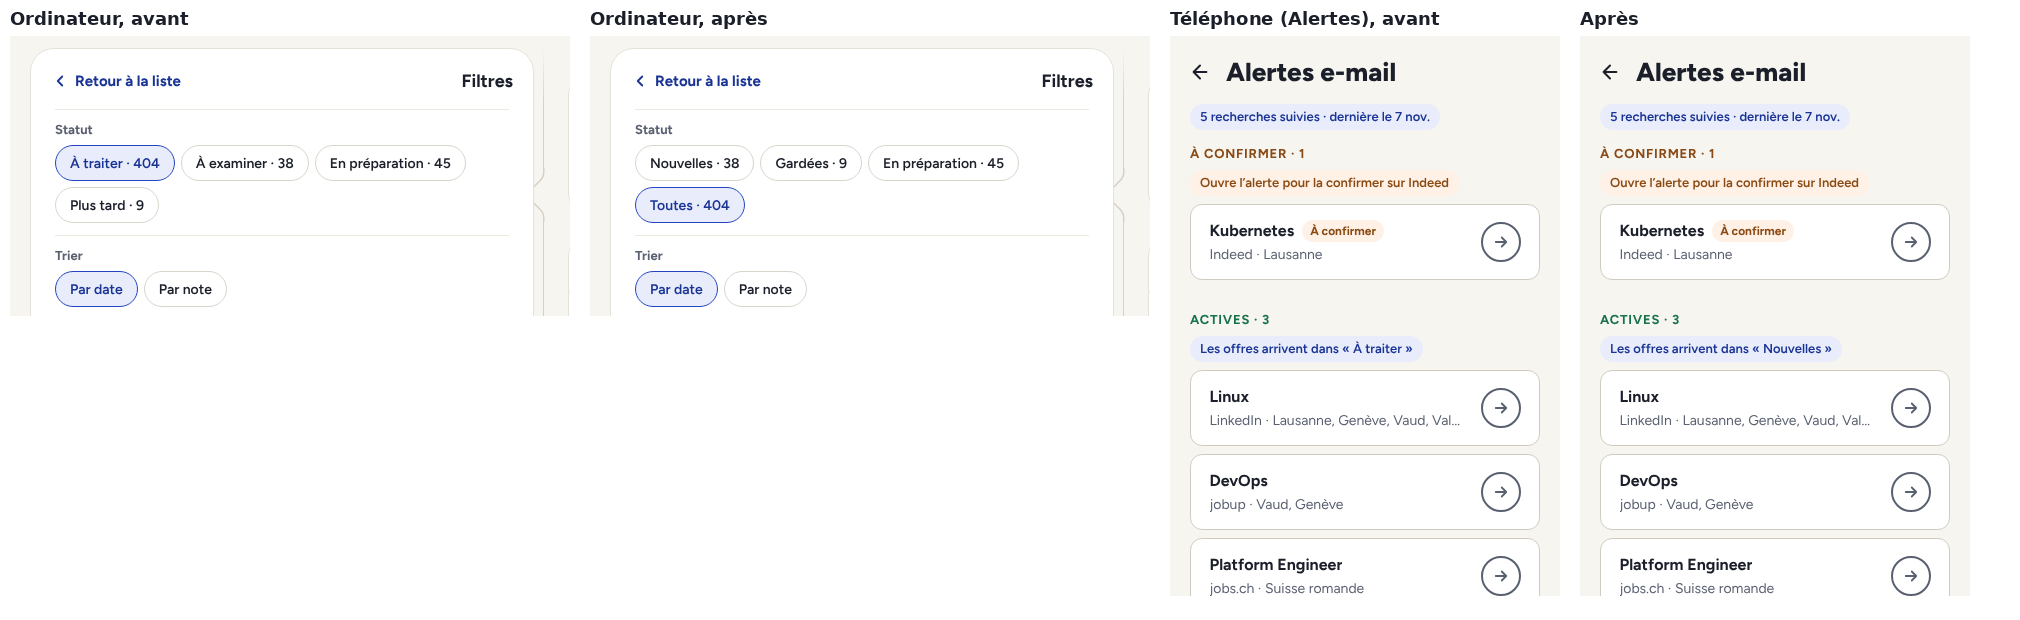 Ordinateur, avant
Retour à la liste
Filtres
Statut
À traiter · 404
À examiner · 38
En préparation · 45
Plus tard · 9
Trier
Par date
Par note
Ordinateur, après
Retour à la liste
Filtres
Statut
Nouvelles · 38
Gardées · 9
En préparation · 45
Toutes · 404
Trier
Par date
Par note
Téléphone (Alertes), avant
Alertes e-mail
5 recherches suivies · dernière le 7 nov.
À CONFIRMER · 1
Ouvre l’alerte pour la confirmer sur Indeed
Kubernetes
À confirmer
Indeed · Lausanne
ACTIVES · 3
Les offres arrivent dans « À traiter »
Linux
LinkedIn · Lausanne, Genève, Vaud, Val...
DevOps
jobup · Vaud, Genève
Platform Engineer
jobs.ch · Suisse romande
Après
Alertes e-mail
5 recherches suivies · dernière le 7 nov.
À CONFIRMER · 1
Ouvre l’alerte pour la confirmer sur Indeed
Kubernetes
À confirmer
Indeed · Lausanne
ACTIVES · 3
Les offres arrivent dans « Nouvelles »
Linux
LinkedIn · Lausanne, Genève, Vaud, Val...
DevOps
jobup · Vaud, Genève
Platform Engineer
jobs.ch · Suisse romande